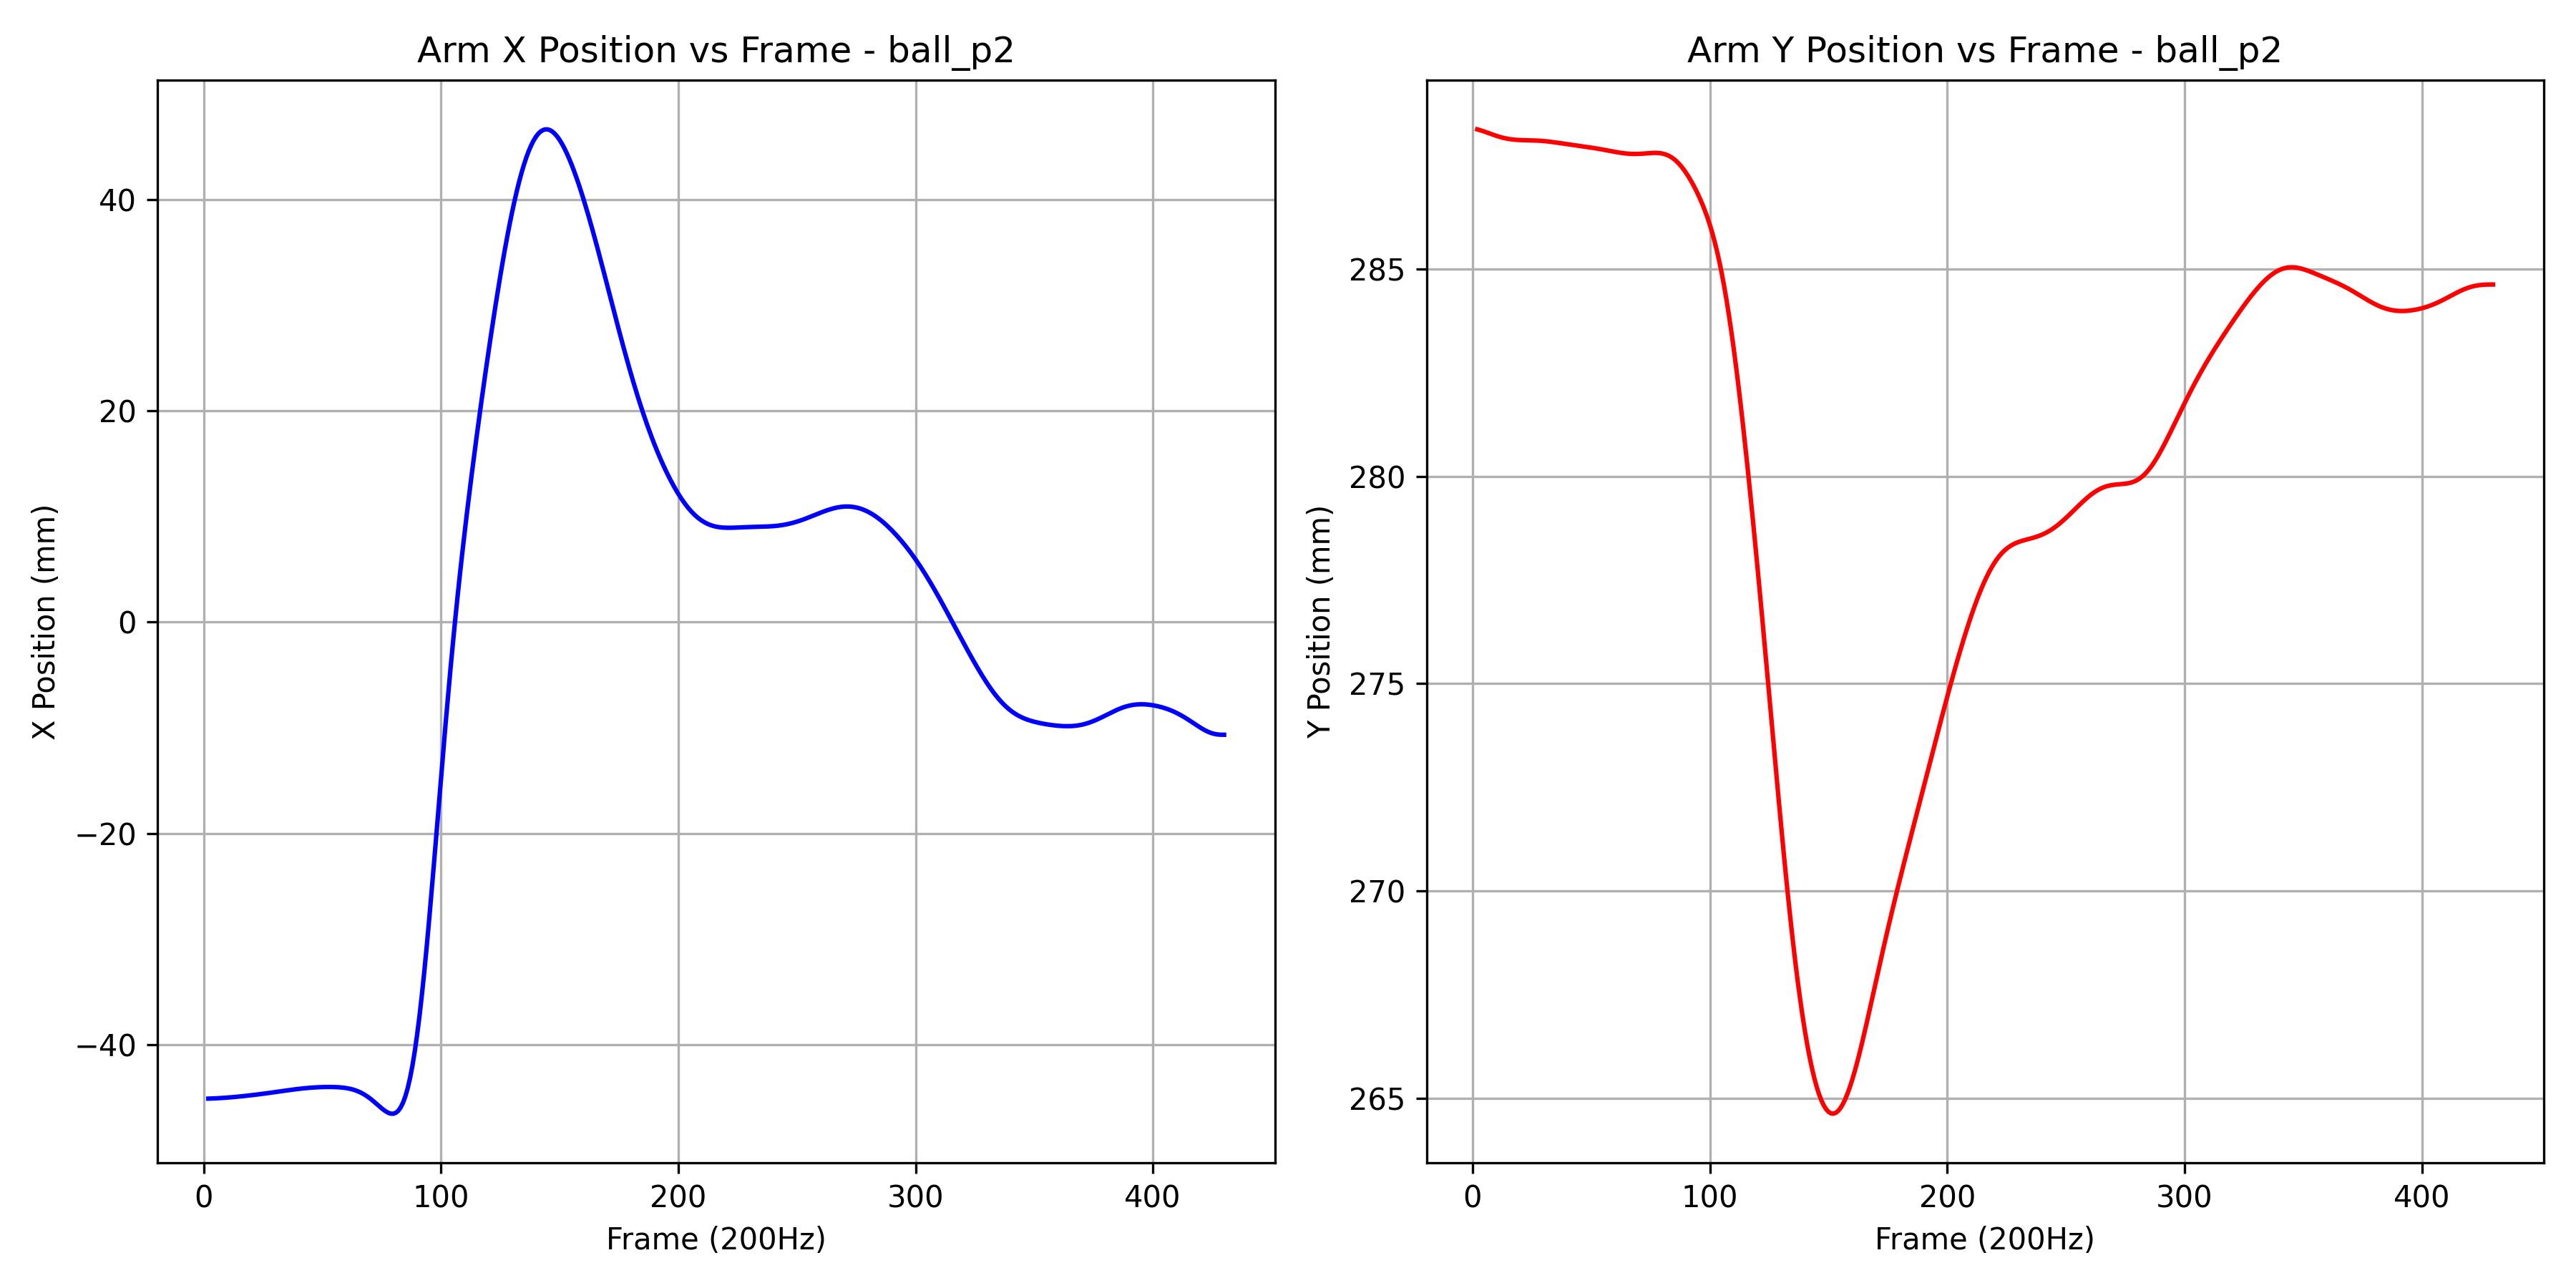 Arm X Position vs Frame - ball_p2
X Position (mm)
40
20
0
−20
−40
0 100 200 300 400
Frame (200Hz)
Arm Y Position vs Frame - ball_p2
Y Position (mm)
285
280
275
270
265
0 100 200 300 400
Frame (200Hz)